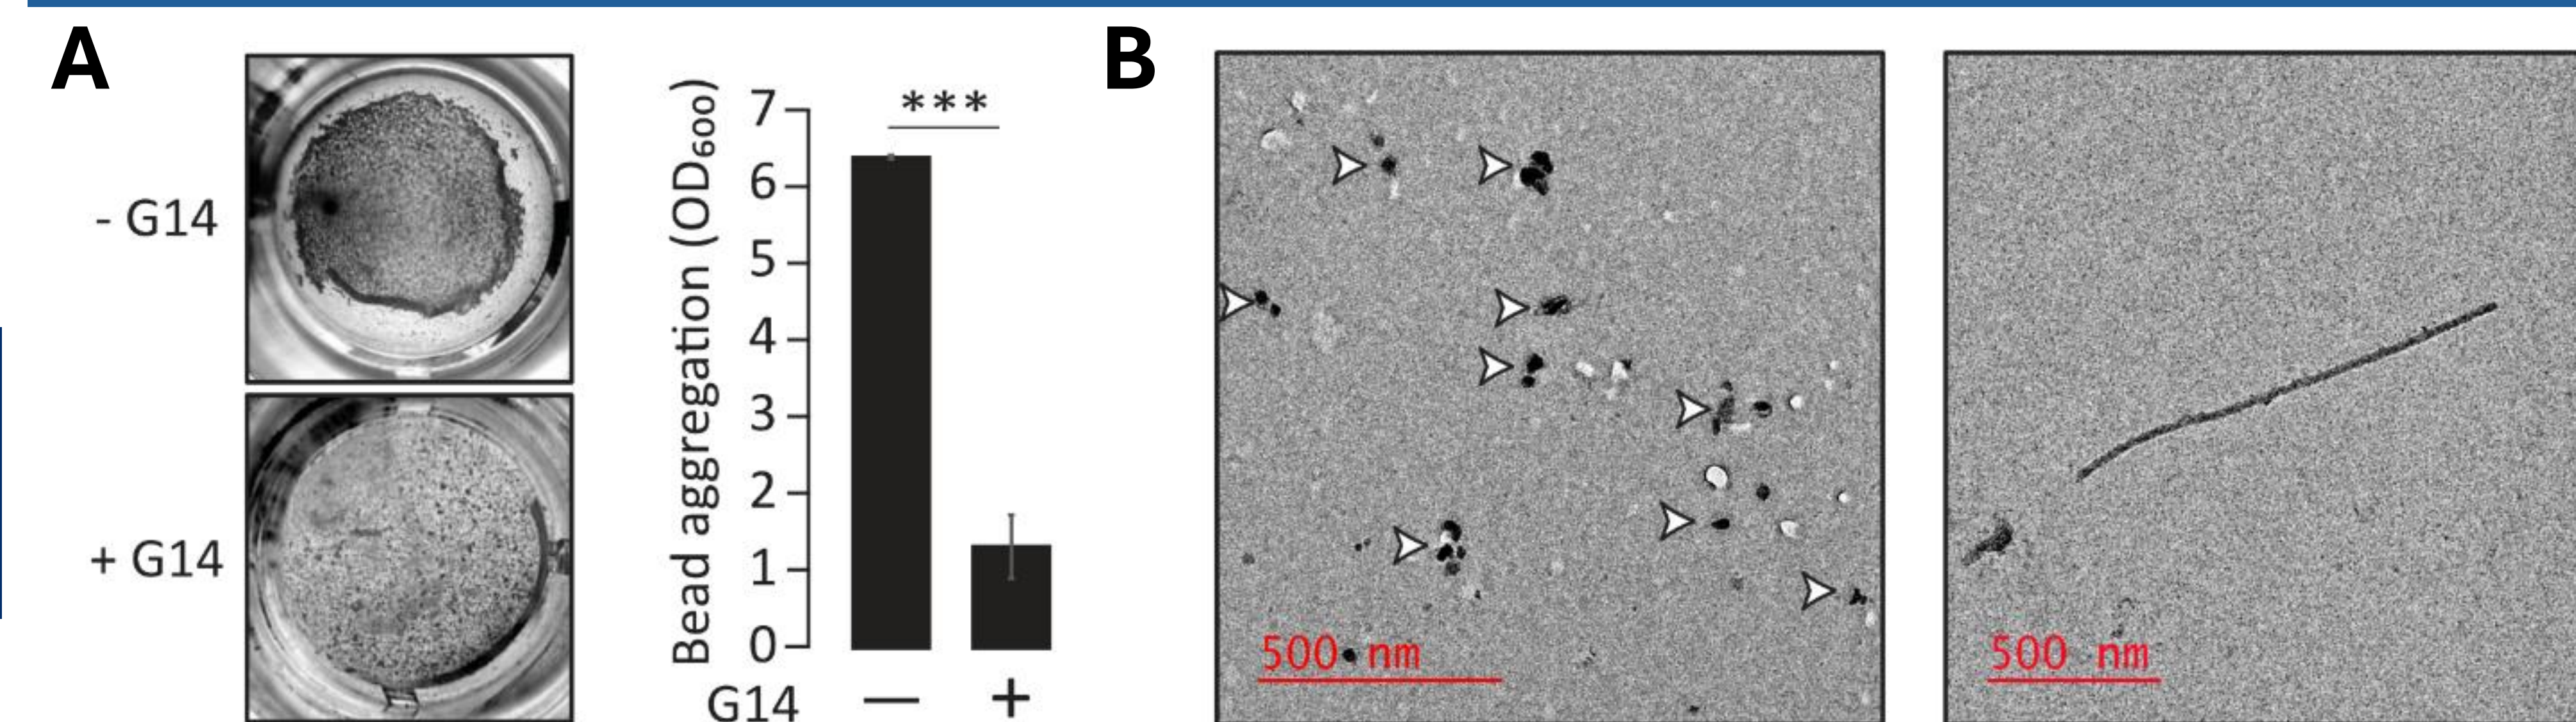 A
- G14
+ G14
Bead aggregation (OD₆₀₀)
7
6
5
4
3
2
1
0
***
G14 — +
B
500 nm
500 nm